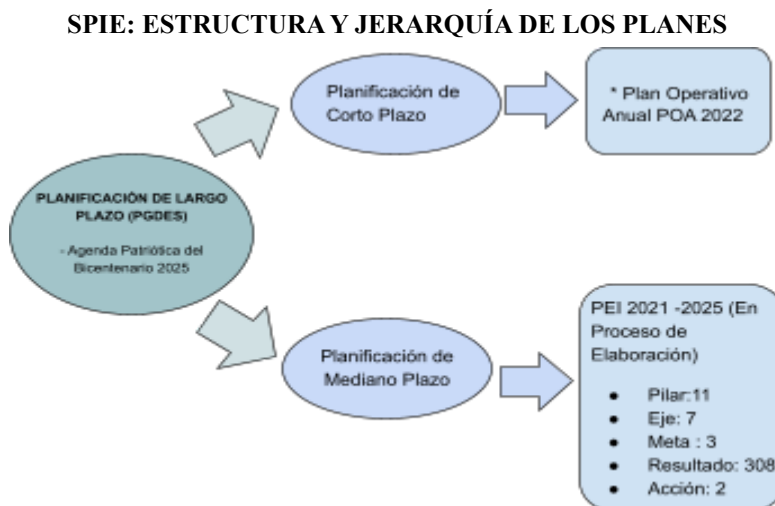 SPIE: ESTRUCTURA Y JERARQUÍA DE LOS PLANES
Planificación de
Corto Plazo
* Plan Operativo
Anual POA 2022
PLANIFICACIÓN DE LARGO
PLAZO (PGDES)
- Agenda Patriótica del
Bicentenario 2025
Planificación de
Mediano Plazo
PEI 2021 -2025 (En
Proceso de
Elaboración)
● Pilar:11
● Eje: 7
● Meta : 3
● Resultado: 308
● Acción: 2